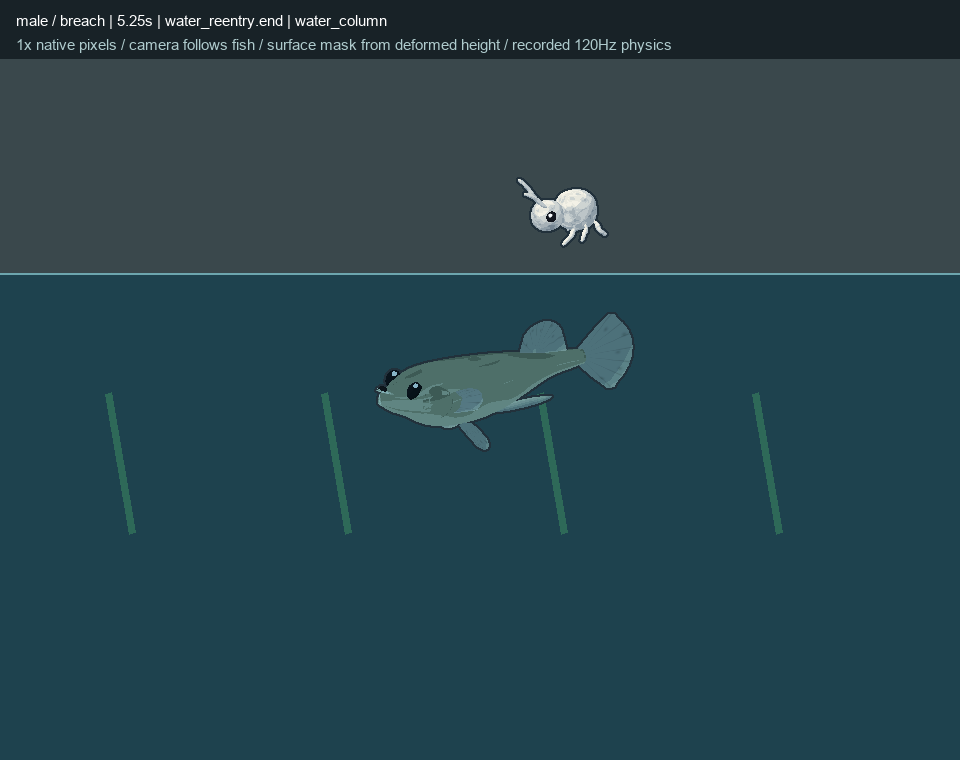 male / breach | 5.25s | water_reentry.end | water_column
1x native pixels / camera follows fish / surface mask from deformed height / recorded 120Hz physics